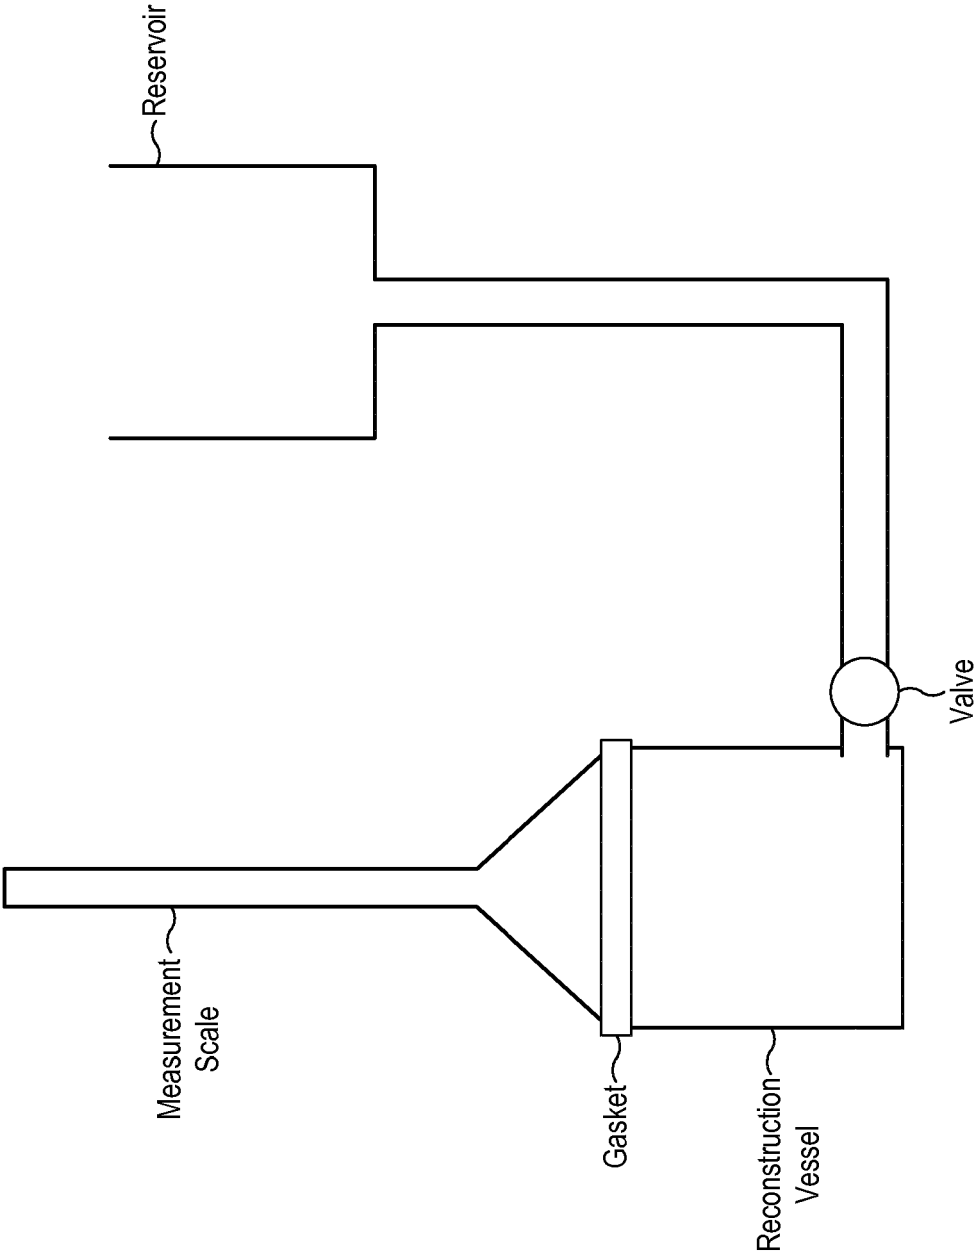 Measurement
Scale
Reservoir
Gasket
Reconstruction
Vessel
Valve